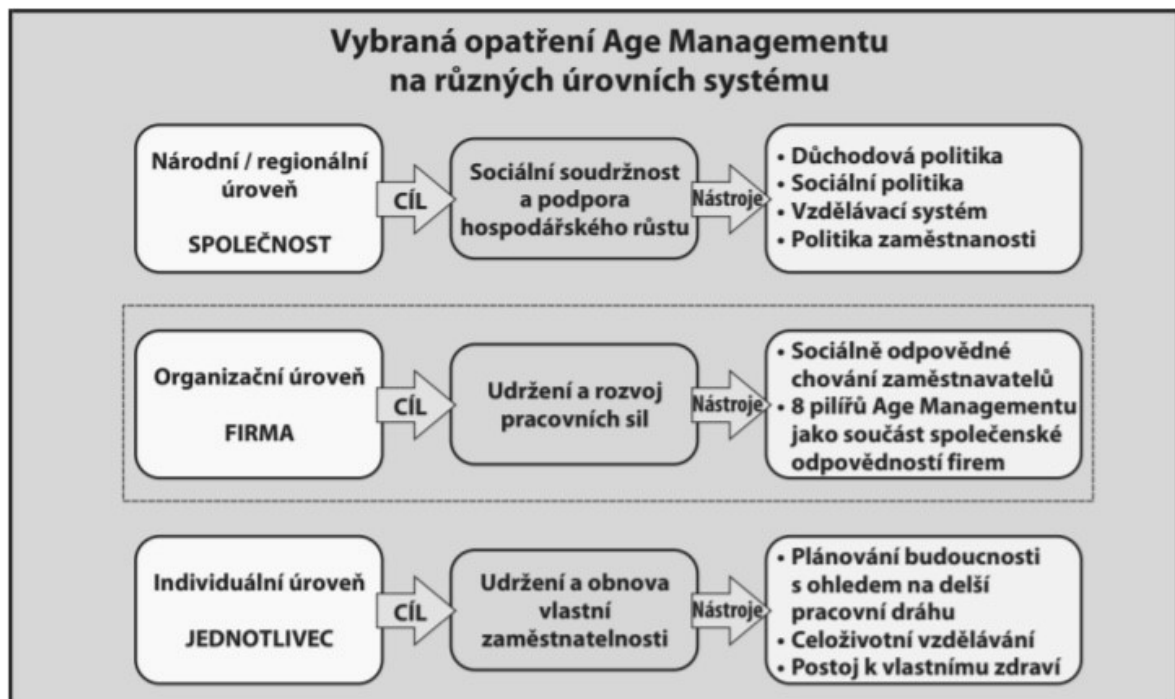 Vybraná opatření Age Managementu
na různých úrovních systému
Národní / regionální
úroveň
SPOLEČNOST
CÍL
Sociální soudržnost
a podpora
hospodářského růstu
Nástroje
• Důchodová politika
• Sociální politika
• Vzdělávací systém
• Politika zaměstnanosti
Organizační úroveň
FIRMA
CÍL
Udržení a rozvoj
pracovních sil
Nástroje
• Sociálně odpovědné
chování zaměstnavatelů
• 8 pilířů Age Managementu
jako součást společenské
odpovědností firem
Individuální úroveň
JEDNOTLIVEC
CÍL
Udržení a obnova
vlastní
zaměstnatelnosti
Nástroje
• Plánování budoucnosti
s ohledem na delší
pracovní dráhu
• Celoživotní vzdělávání
• Postoj k vlastnímu zdraví